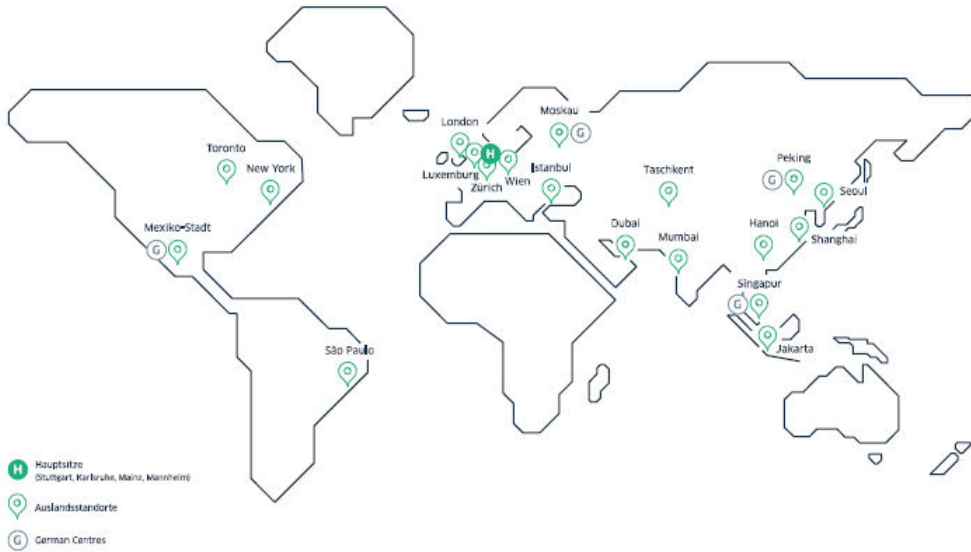 Moskau
G
London
H
Toronto
New York
Luxemburg
Zürich
Wien
Istanbul
Taschkent
Peking
G
Seoul
Mexiko-Stadt
G
Dubai
Mumbai
Hanoi
Shanghai
Singapur
G
Jakarta
São Paulo
H Hauptsitze
(Stuttgart, Karlsruhe, Mainz, Mannheim)
Auslandsstandorte
G German Centres